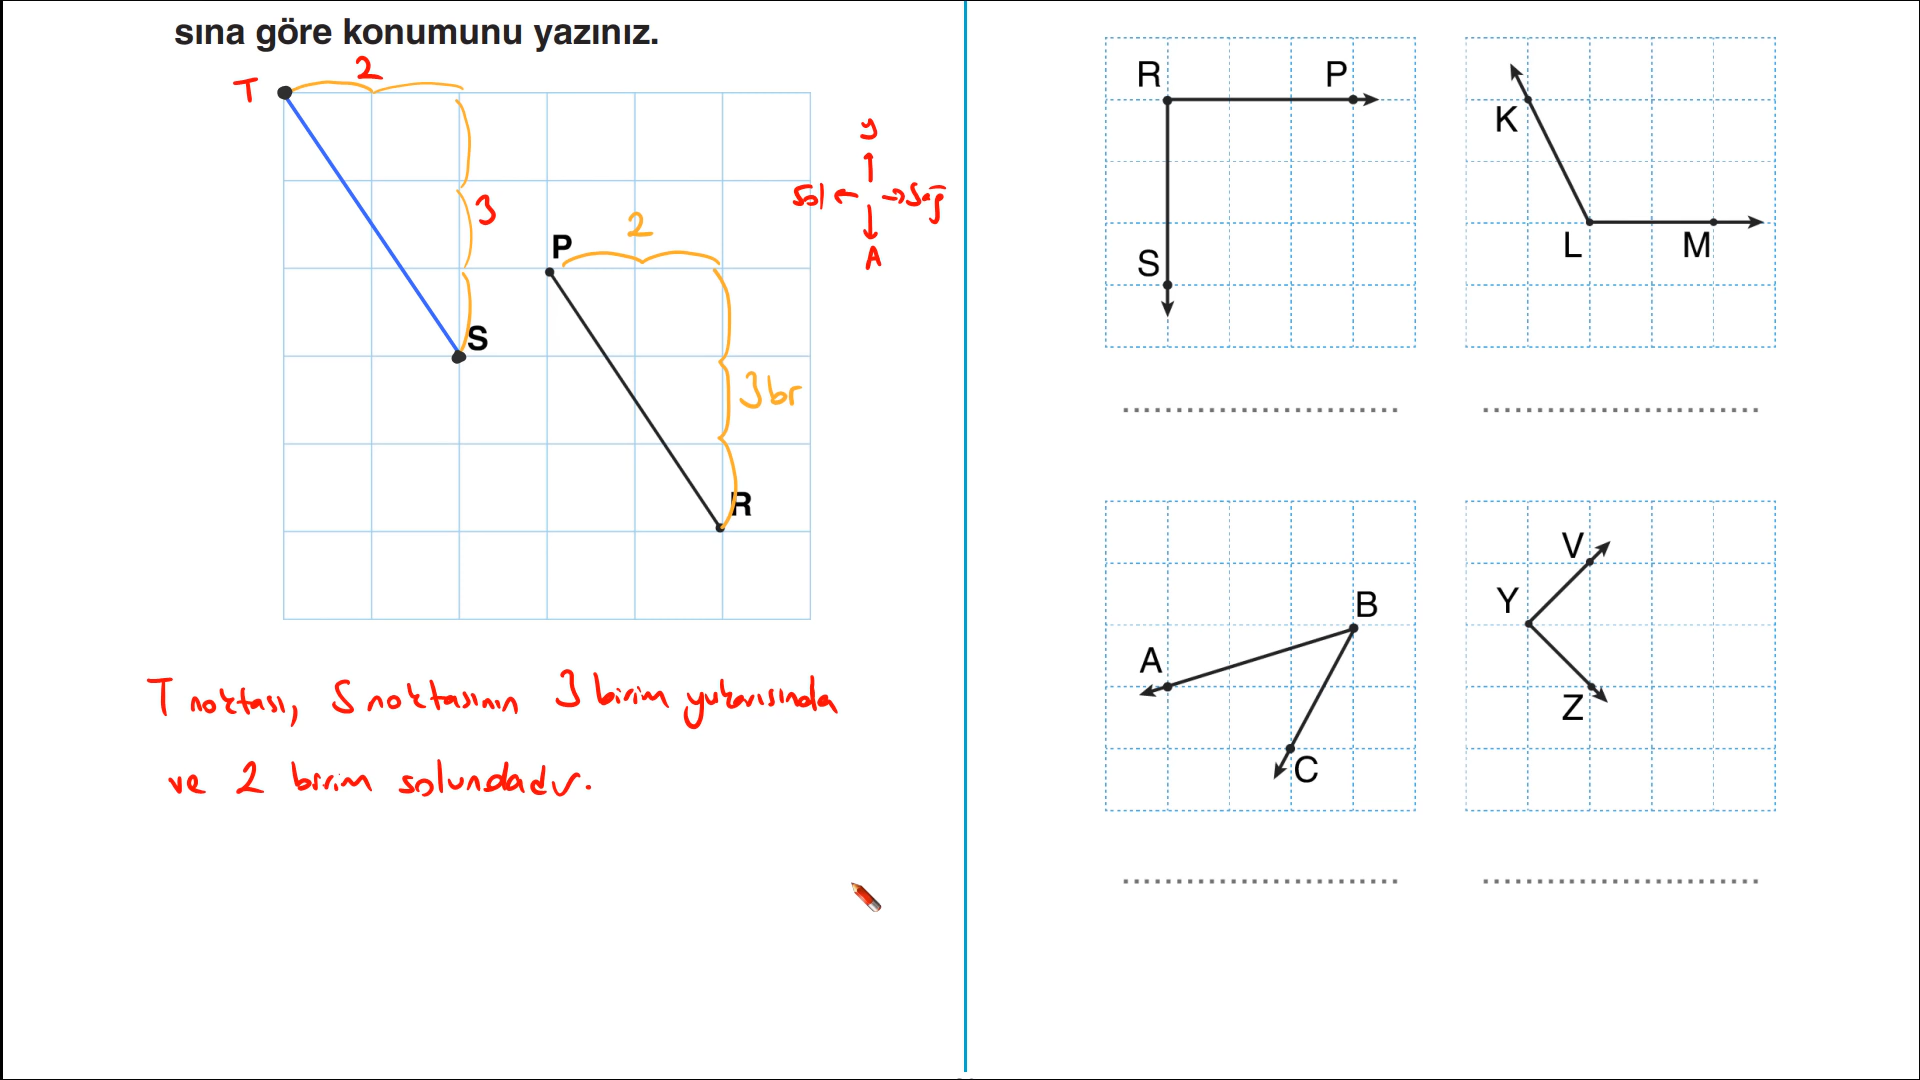 sına göre konumunu yazınız.
T
2
3
S
P
2
3br
R
y
Sol
Sağ
A
T noktası, S noktasının 3 birim yukarısında
ve 2 birim solundadır.
R P
S
K
L M
B
A
C
V
Y
Z